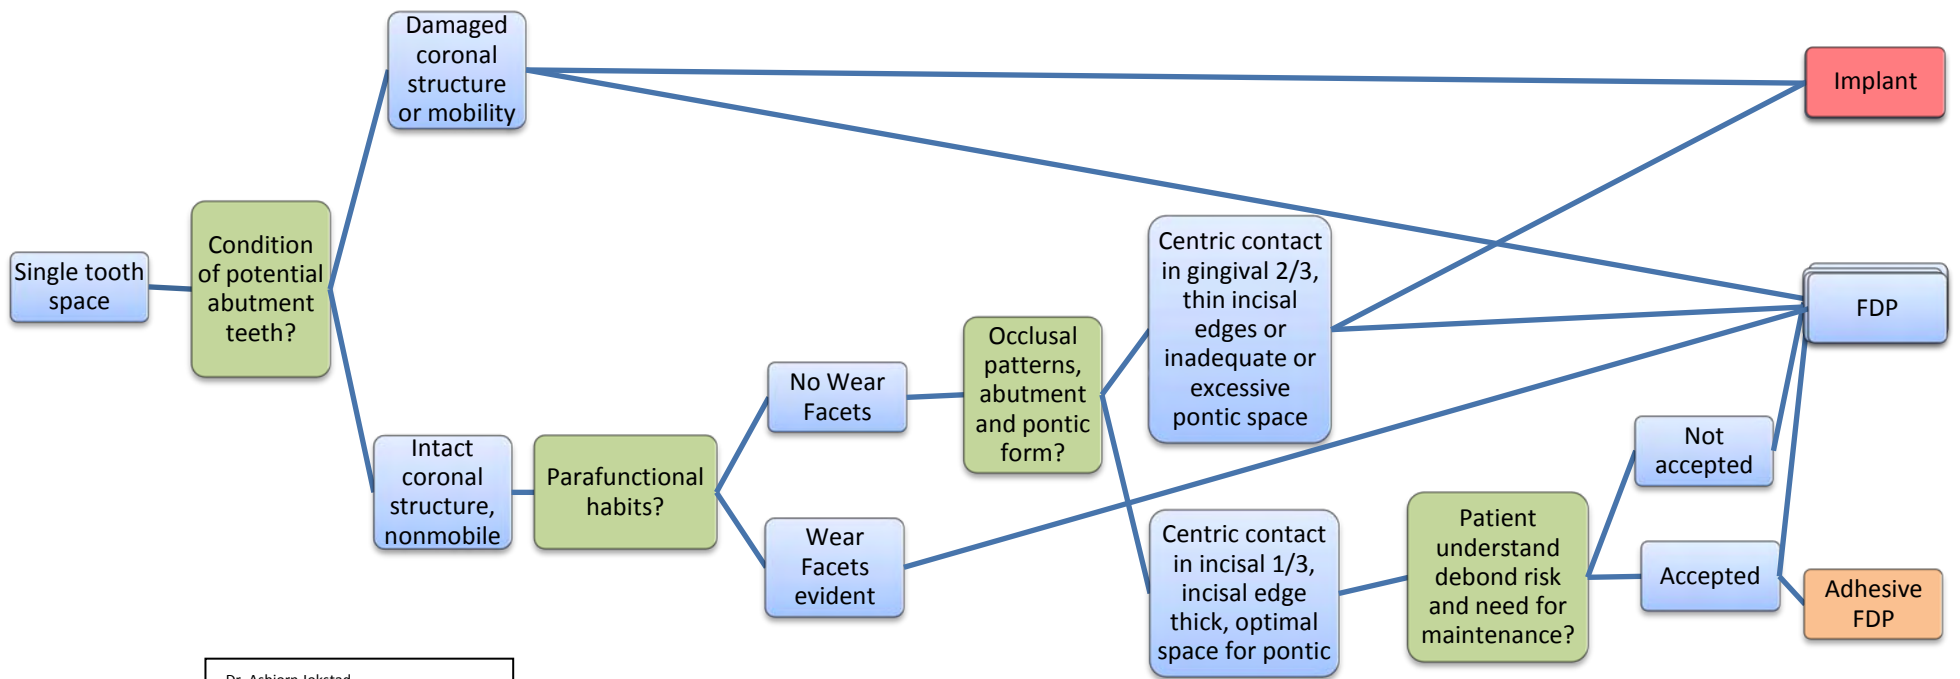 Damaged
coronal
structure
or mobility
Implant
Single tooth
space
Condition
of potential
abutment
teeth?
Centric contact
in gingival 2/3,
thin incisal
edges or
inadequate or
excessive
pontic space
FDP
Occlusal
patterns,
abutment
and pontic
form?
No Wear
Facets
Intact
coronal
structure,
nonmobile
Parafunctional
habits?
Not
accepted
Wear
Facets
evident
Centric contact
in incisal 1/3,
incisal edge
thick, optimal
space for pontic
Patient
understand
debond risk
and need for
maintenance?
Accepted
Adhesive
FDP
Dr. Asbjorn Jokstad